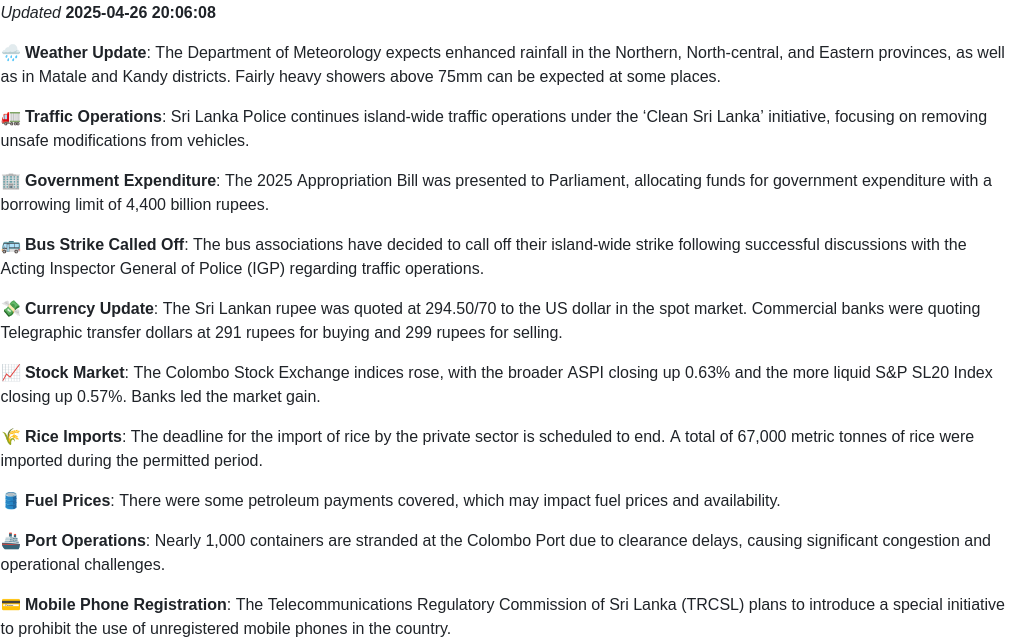 Updated 2025-04-26 20:06:08
🌧️ Weather Update: The Department of Meteorology expects enhanced rainfall in the Northern, North-central, and Eastern provinces, as well
as in Matale and Kandy districts. Fairly heavy showers above 75mm can be expected at some places.
🚛 Traffic Operations: Sri Lanka Police continues island-wide traffic operations under the ‘Clean Sri Lanka’ initiative, focusing on removing
unsafe modifications from vehicles.
🏢 Government Expenditure: The 2025 Appropriation Bill was presented to Parliament, allocating funds for government expenditure with a
borrowing limit of 4,400 billion rupees.
🚌 Bus Strike Called Off: The bus associations have decided to call off their island-wide strike following successful discussions with the
Acting Inspector General of Police (IGP) regarding traffic operations.
💸 Currency Update: The Sri Lankan rupee was quoted at 294.50/70 to the US dollar in the spot market. Commercial banks were quoting
Telegraphic transfer dollars at 291 rupees for buying and 299 rupees for selling.
📈 Stock Market: The Colombo Stock Exchange indices rose, with the broader ASPI closing up 0.63% and the more liquid S&P SL20 Index
closing up 0.57%. Banks led the market gain.
🌾 Rice Imports: The deadline for the import of rice by the private sector is scheduled to end. A total of 67,000 metric tonnes of rice were
imported during the permitted period.
🛢️ Fuel Prices: There were some petroleum payments covered, which may impact fuel prices and availability.
🚢 Port Operations: Nearly 1,000 containers are stranded at the Colombo Port due to clearance delays, causing significant congestion and
operational challenges.
💳 Mobile Phone Registration: The Telecommunications Regulatory Commission of Sri Lanka (TRCSL) plans to introduce a special initiative
to prohibit the use of unregistered mobile phones in the country.